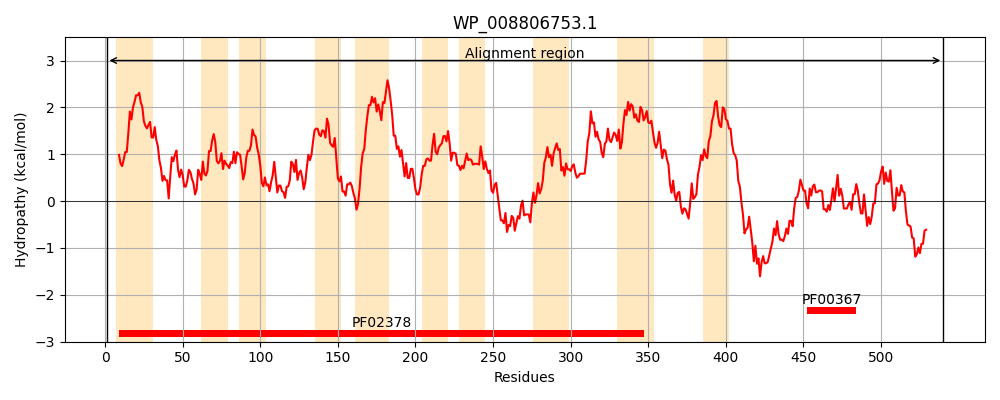 WP_008806753.1
Alignment region
Hydropathy (kcal/mol)
3
2
1
0
−1
−2
−3
PF00367
PF02378
0 50 100 150 200 250 300 350 400 450 500
Residues